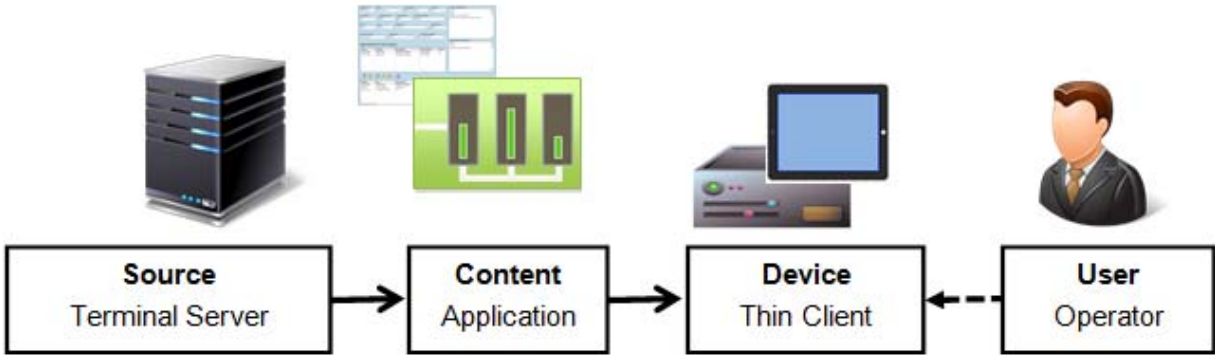 Source
Terminal Server
Content
Application
Device
Thin Client
User
Operator